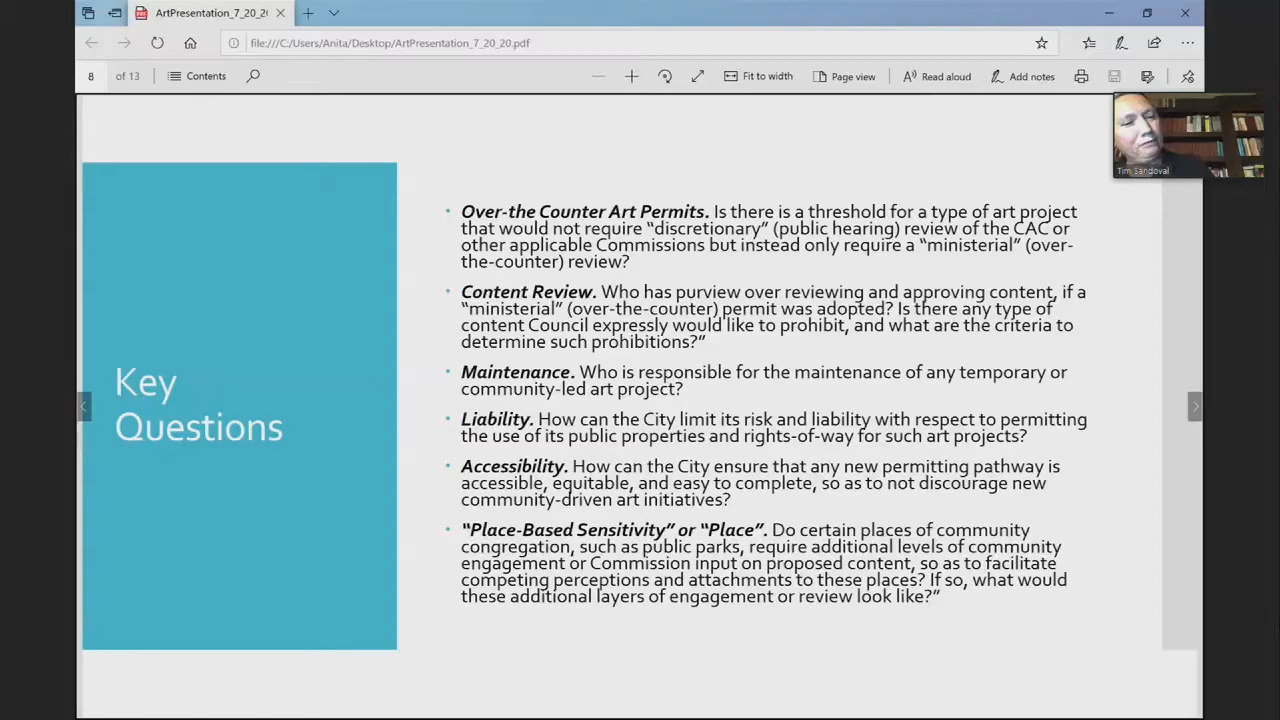 ArtPresentation_7_20_20
file:///C:/Users/Anita/Desktop/ArtPresentation_7_20_20.pdf
8 of 13 Contents Fit to width Page view Read aloud Add notes
Tim Sandoval
Key
Questions
• Over-the Counter Art Permits. Is there is a threshold for a type of art project
that would not require “discretionary” (public hearing) review of the CAC or
other applicable Commissions but instead only require a “ministerial” (over-
the-counter) review?
• Content Review. Who has purview over reviewing and approving content, if a
“ministerial” (over-the-counter) permit was adopted? Is there any type of
content Council expressly would like to prohibit, and what are the criteria to
determine such prohibitions?”
• Maintenance. Who is responsible for the maintenance of any temporary or
community-led art project?
• Liability. How can the City limit its risk and liability with respect to permitting
the use of its public properties and rights-of-way for such art projects?
• Accessibility. How can the City ensure that any new permitting pathway is
accessible, equitable, and easy to complete, so as to not discourage new
community-driven art initiatives?
• “Place-Based Sensitivity” or “Place”. Do certain places of community
congregation, such as public parks, require additional levels of community
engagement or Commission input on proposed content, so as to facilitate
competing perceptions and attachments to these places? If so, what would
these additional layers of engagement or review look like?”